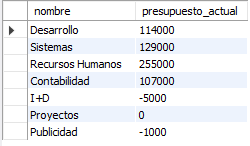 nombre presupuesto_actual
Desarrollo 114000
Sistemas 129000
Recursos Humanos 255000
Contabilidad 107000
I+D -5000
Proyectos 0
Publicidad -1000